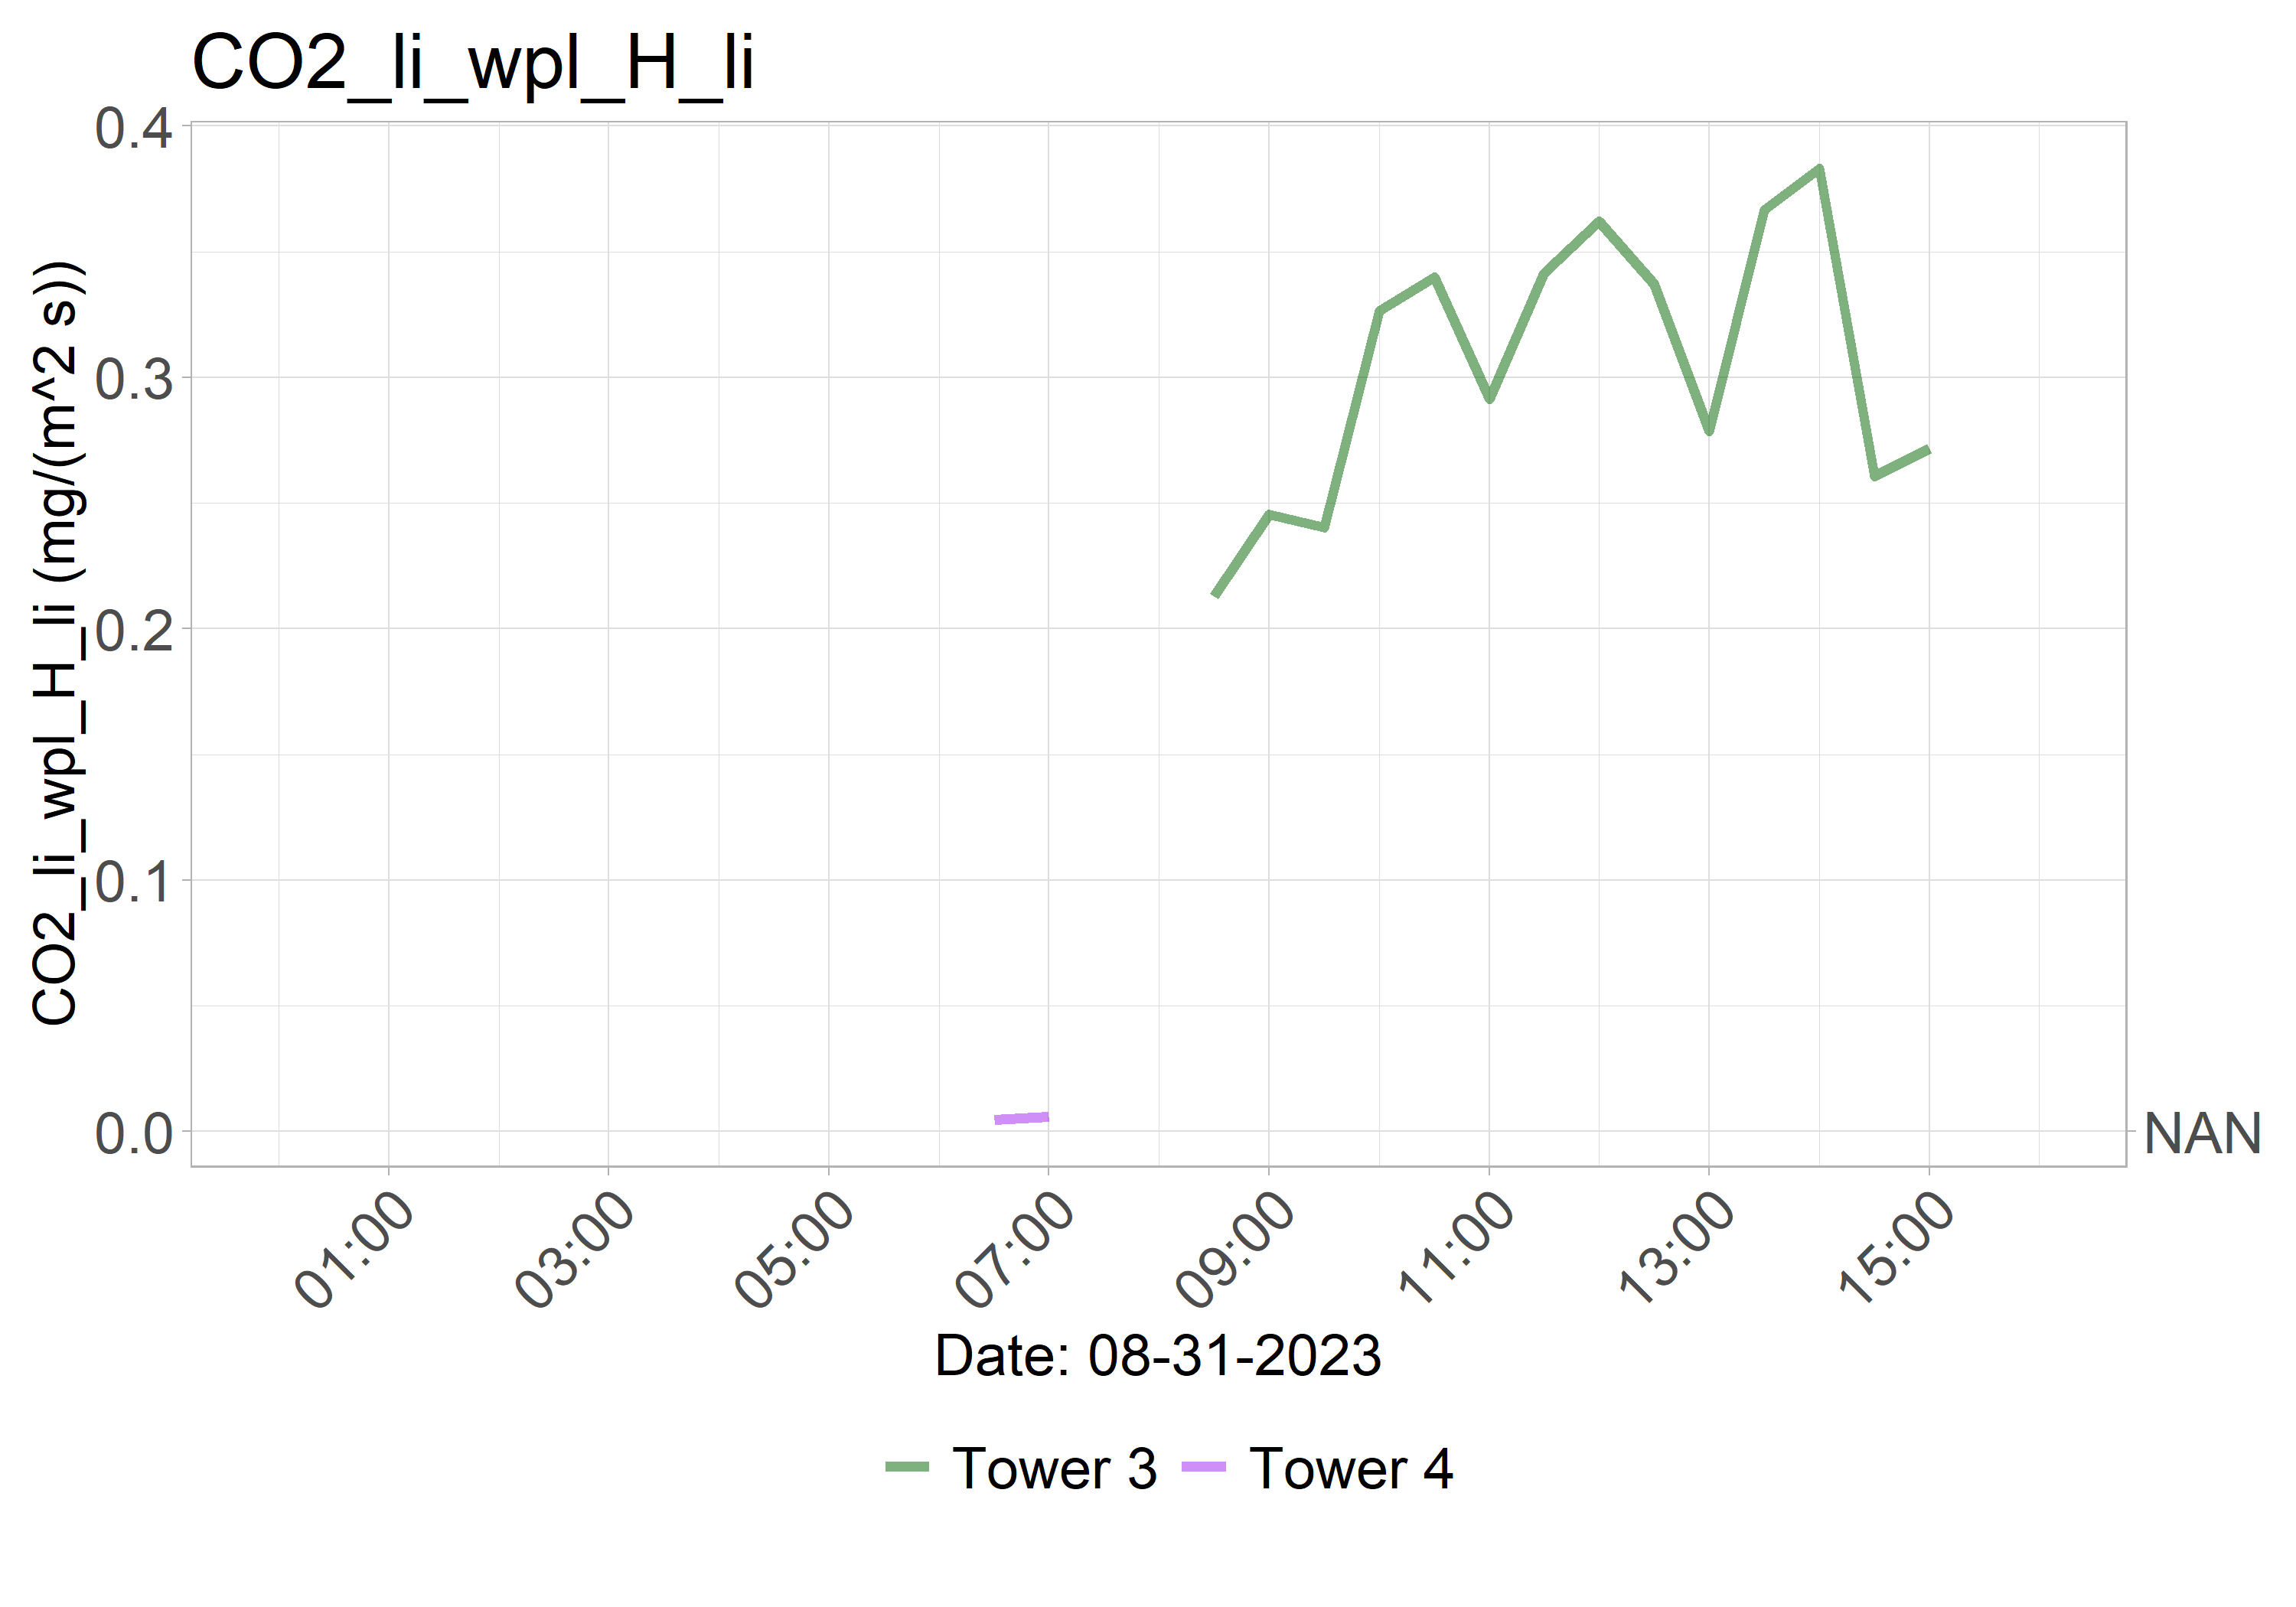 CO2_li_wpl_H_li
CO2_li_wpl_H_li (mg/(m^2 s))
0.4
0.3
0.2
0.1
0.0
NAN
01:00
03:00
05:00
07:00
09:00
11:00
13:00
15:00
Date: 08-31-2023
Tower 3
Tower 4